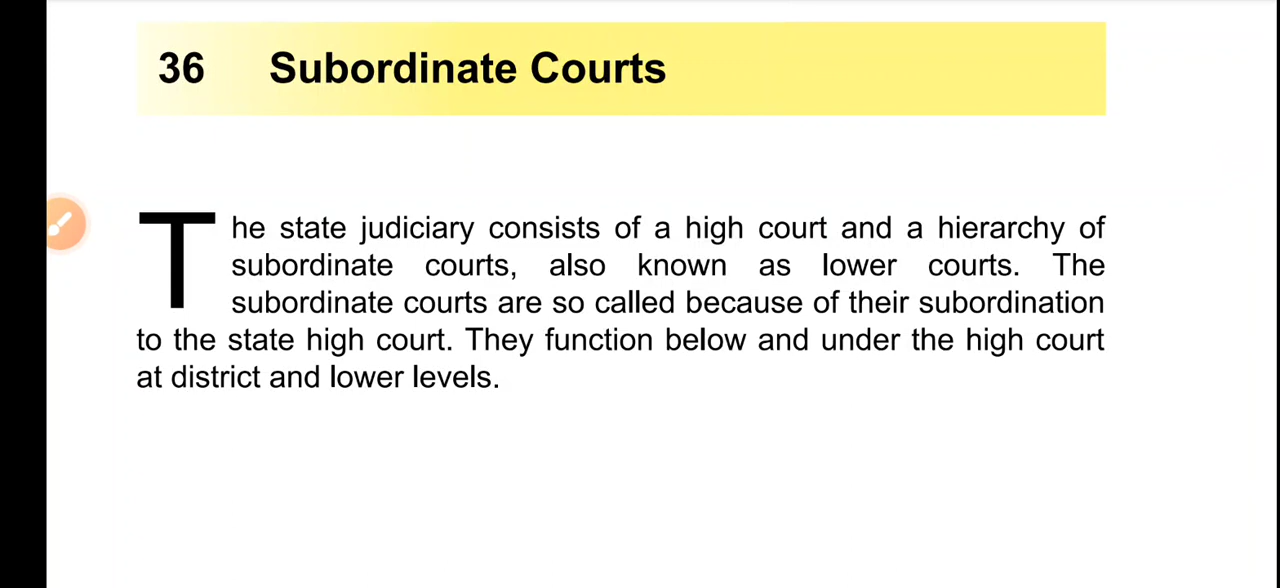 36 Subordinate Courts
The state judiciary consists of a high court and a hierarchy of
subordinate courts, also known as lower courts. The
subordinate courts are so called because of their subordination
to the state high court. They function below and under the high court
at district and lower levels.